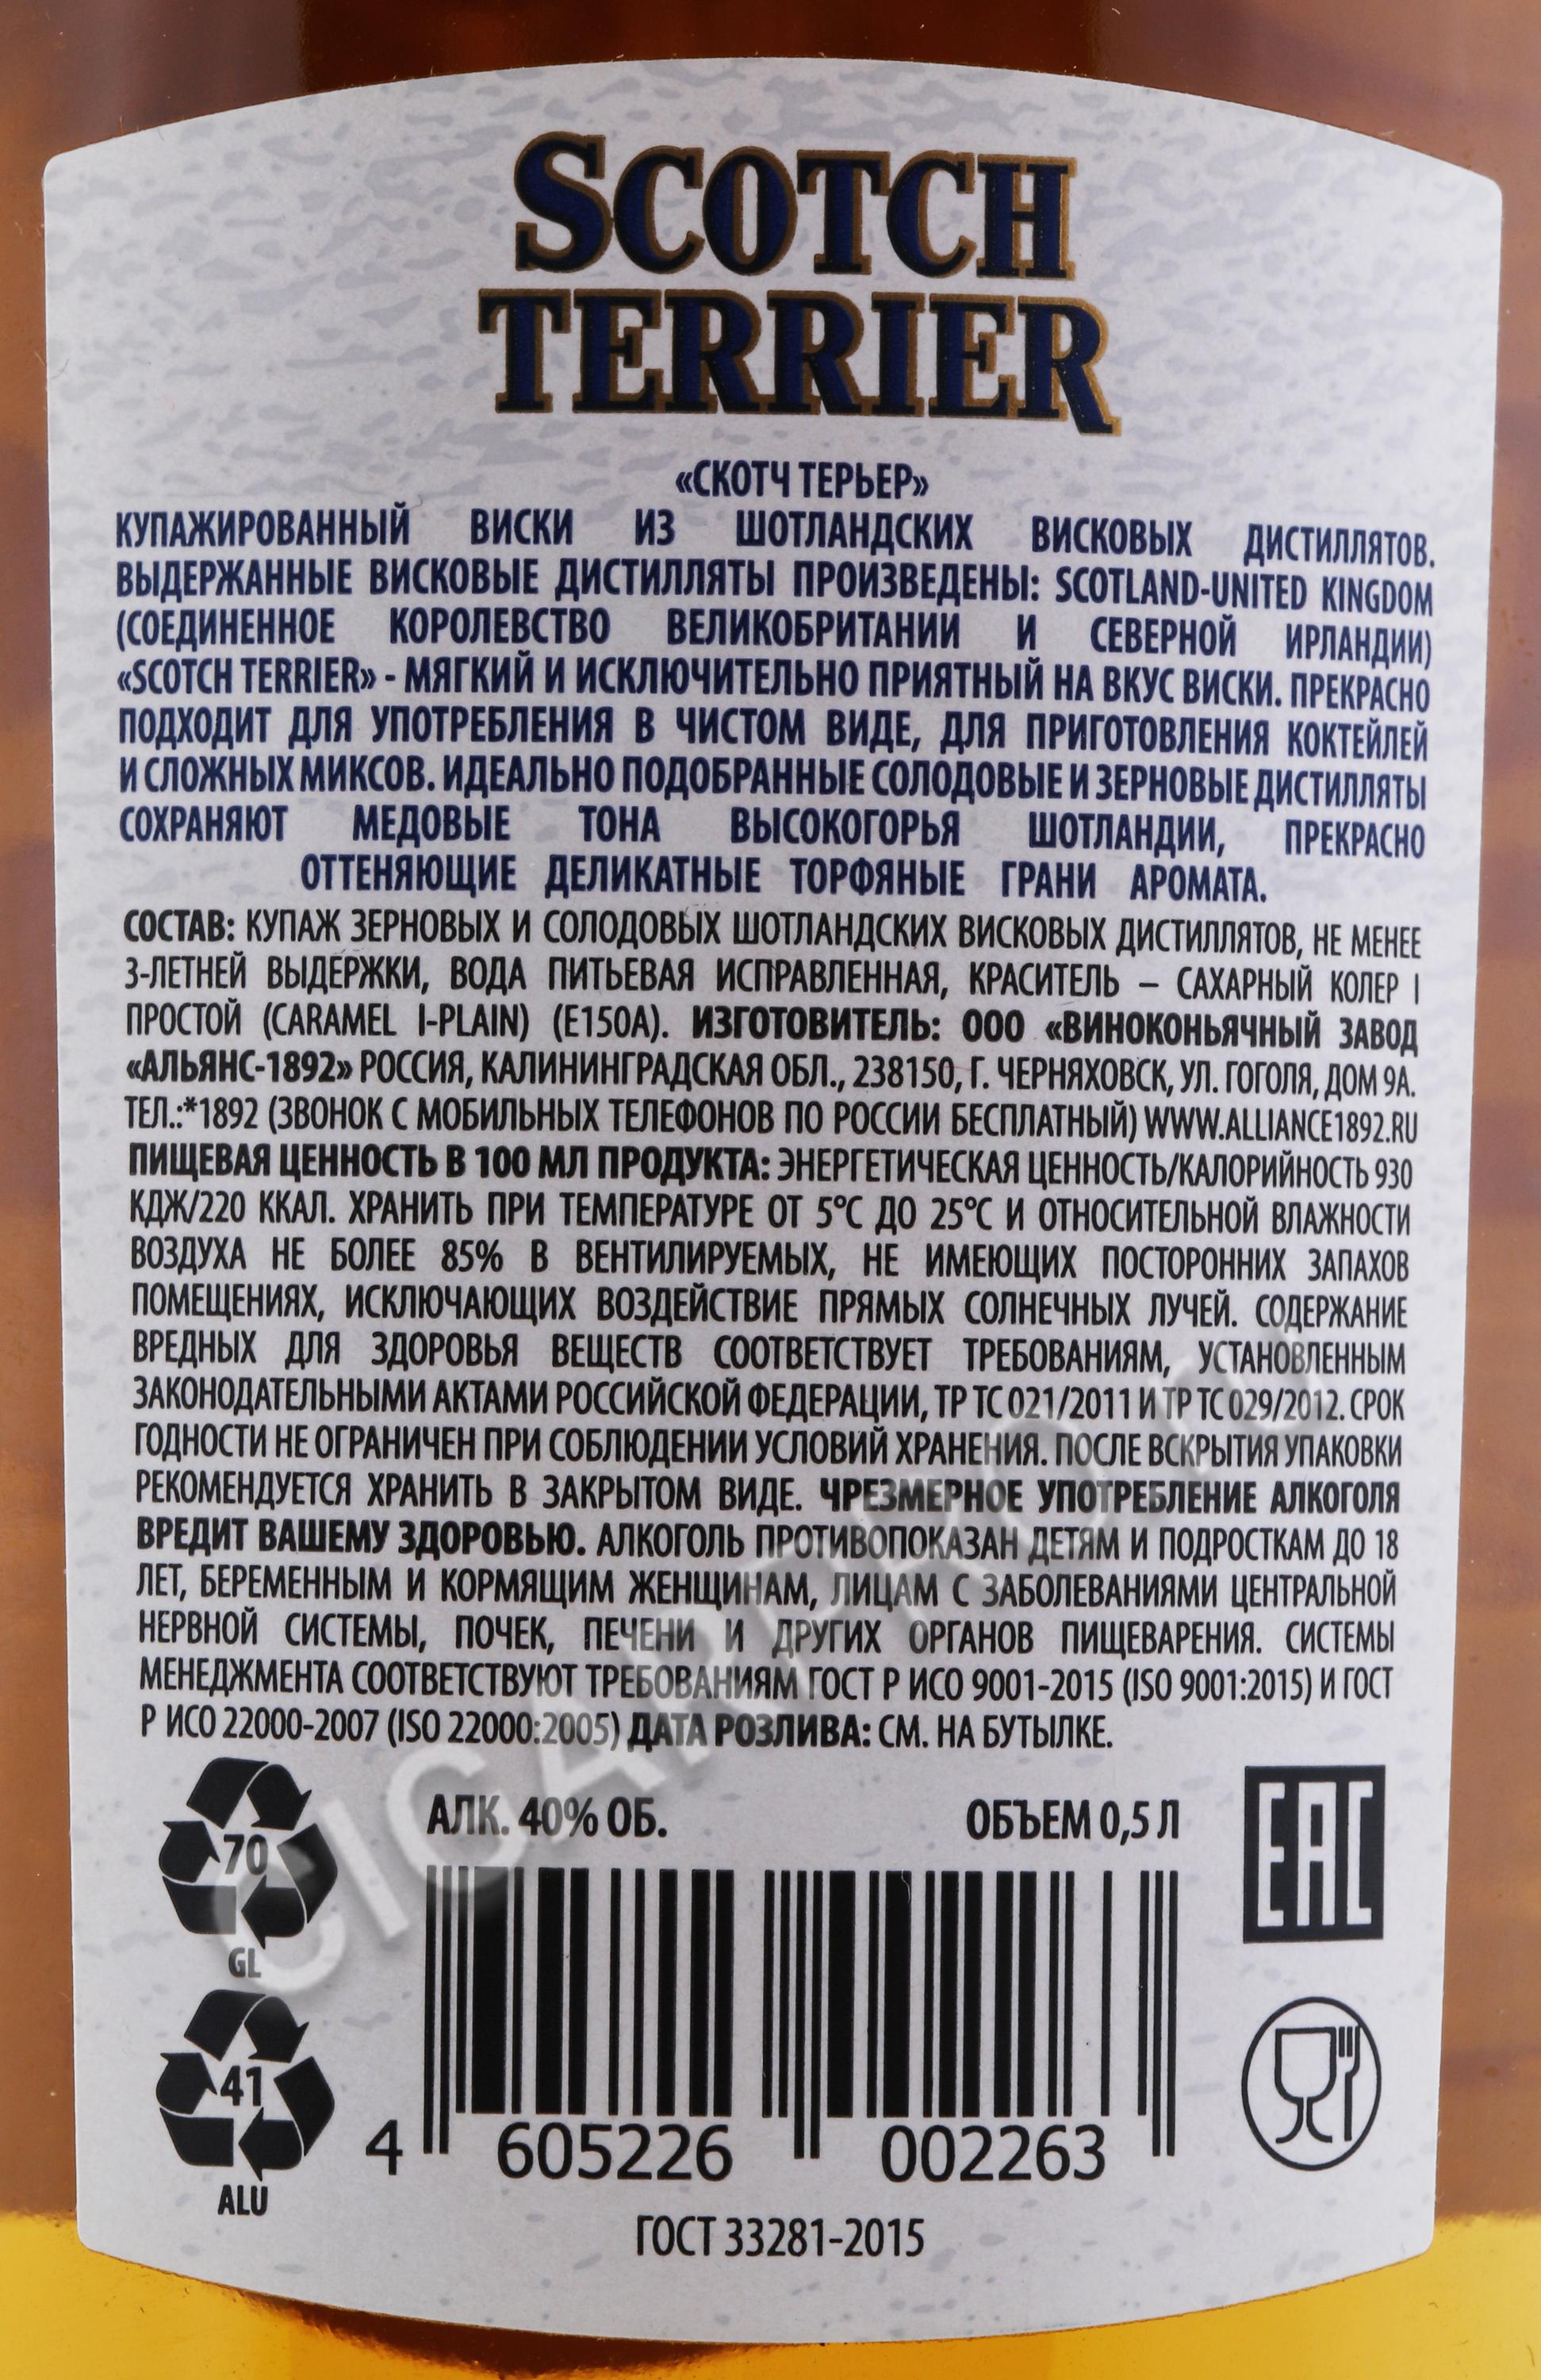 SCOTCH
TERRIER
«СКОТЧ ТЕРЬЕР»
КУПАЖИРОВАННЫЙ ВИСКИ ИЗ ШОТЛАНДСКИХ ВИСКОВЫХ ДИСТИЛЛЯТОВ.
ВЫДЕРЖАННЫЕ ВИСКОВЫЕ ДИСТИЛЛЯТЫ ПРОИЗВЕДЕНЫ: SCOTLAND-UNITED KINGDOM
(СОЕДИНЕННОЕ КОРОЛЕВСТВО ВЕЛИКОБРИТАНИИ И СЕВЕРНОЙ ИРЛАНДИИ)
«SCOTCH TERRIER» - МЯГКИЙ И ИСКЛЮЧИТЕЛЬНО ПРИЯТНЫЙ НА ВКУС ВИСКИ. ПРЕКРАСНО
ПОДХОДИТ ДЛЯ УПОТРЕБЛЕНИЯ В ЧИСТОМ ВИДЕ, ДЛЯ ПРИГОТОВЛЕНИЯ КОКТЕЙЛЕЙ
И СЛОЖНЫХ МИКСОВ. ИДЕАЛЬНО ПОДОБРАННЫЕ СОЛОДОВЫЕ И ЗЕРНОВЫЕ ДИСТИЛЛЯТЫ
СОХРАНЯЮТ МЕДОВЫЕ ТОНА ВЫСОКОГОРЬЯ ШОТЛАНДИИ, ПРЕКРАСНО
ОТТЕНЯЮЩИЕ ДЕЛИКАТНЫЕ ТОРФЯНЫЕ ГРАНИ АРОМАТА.
СОСТАВ: КУПАЖ ЗЕРНОВЫХ И СОЛОДОВЫХ ШОТЛАНДСКИХ ВИСКОВЫХ ДИСТИЛЛЯТОВ, НЕ МЕНЕЕ
3-ЛЕТНЕЙ ВЫДЕРЖКИ, ВОДА ПИТЬЕВАЯ ИСПРАВЛЕННАЯ, КРАСИТЕЛЬ – САХАРНЫЙ КОЛЕР I
ПРОСТОЙ (CARAMEL I-PLAIN) (E150A). ИЗГОТОВИТЕЛЬ: ООО «ВИНОКОНЬЯЧНЫЙ ЗАВОД
«АЛЬЯНС-1892» РОССИЯ, КАЛИНИНГРАДСКАЯ ОБЛ., 238150, Г. ЧЕРНЯХОВСК, УЛ. ГОГОЛЯ, ДОМ 9А.
ТЕЛ.:*1892 (ЗВОНОК С МОБИЛЬНЫХ ТЕЛЕФОНОВ ПО РОССИИ БЕСПЛАТНЫЙ) WWW.ALLIANCE1892.RU
ПИЩЕВАЯ ЦЕННОСТЬ В 100 МЛ ПРОДУКТА: ЭНЕРГЕТИЧЕСКАЯ ЦЕННОСТЬ/КАЛОРИЙНОСТЬ 930
КДЖ/220 ККАЛ. ХРАНИТЬ ПРИ ТЕМПЕРАТУРЕ ОТ 5°С ДО 25°С И ОТНОСИТЕЛЬНОЙ ВЛАЖНОСТИ
ВОЗДУХА НЕ БОЛЕЕ 85% В ВЕНТИЛИРУЕМЫХ, НЕ ИМЕЮЩИХ ПОСТОРОННИХ ЗАПАХОВ
ПОМЕЩЕНИЯХ, ИСКЛЮЧАЮЩИХ ВОЗДЕЙСТВИЕ ПРЯМЫХ СОЛНЕЧНЫХ ЛУЧЕЙ. СОДЕРЖАНИЕ
ВРЕДНЫХ ДЛЯ ЗДОРОВЬЯ ВЕЩЕСТВ СООТВЕТСТВУЕТ ТРЕБОВАНИЯМ, УСТАНОВЛЕННЫМ
ЗАКОНОДАТЕЛЬНЫМИ АКТАМИ РОССИЙСКОЙ ФЕДЕРАЦИИ, ТР ТС 021/2011 И ТР ТС 029/2012. СРОК
ГОДНОСТИ НЕ ОГРАНИЧЕН ПРИ СОБЛЮДЕНИИ УСЛОВИЙ ХРАНЕНИЯ. ПОСЛЕ ВСКРЫТИЯ УПАКОВКИ
РЕКОМЕНДУЕТСЯ ХРАНИТЬ В ЗАКРЫТОМ ВИДЕ. ЧРЕЗМЕРНОЕ УПОТРЕБЛЕНИЕ АЛКОГОЛЯ
ВРЕДИТ ВАШЕМУ ЗДОРОВЬЮ. АЛКОГОЛЬ ПРОТИВОПОКАЗАН ДЕТЯМ И ПОДРОСТКАМ ДО 18
ЛЕТ, БЕРЕМЕННЫМ И КОРМЯЩИМ ЖЕНЩИНАМ, ЛИЦАМ С ЗАБОЛЕВАНИЯМИ ЦЕНТРАЛЬНОЙ
НЕРВНОЙ СИСТЕМЫ, ПОЧЕК, ПЕЧЕНИ И ДРУГИХ ОРГАНОВ ПИЩЕВАРЕНИЯ. СИСТЕМЫ
МЕНЕДЖМЕНТА СООТВЕТСТВУЮТ ТРЕБОВАНИЯМ ГОСТ Р ИСО 9001-2015 (ISO 9001:2015) И ГОСТ
Р ИСО 22000-2007 (ISO 22000:2005) ДАТА РОЗЛИВА: СМ. НА БУТЫЛКЕ.
АЛК. 40% ОБ. ОБЪЕМ 0,5 Л
70
GL
EAC
41
ALU
4 605226 002263
ГОСТ 33281-2015